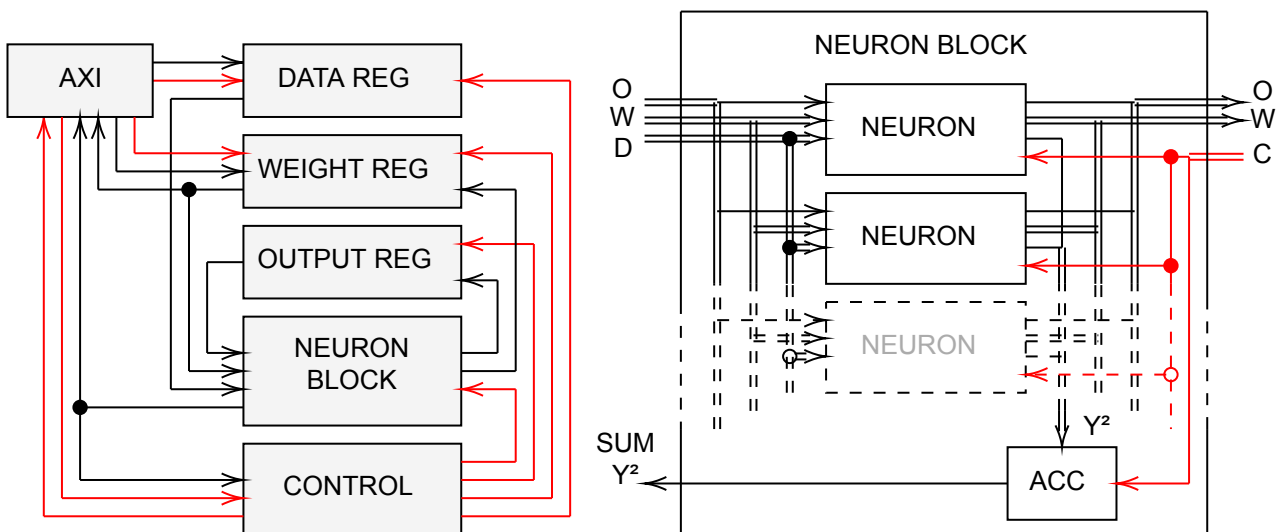 AXI
DATA REG
WEIGHT REG
OUTPUT REG
NEURON
BLOCK
CONTROL
NEURON BLOCK
O
W
D
NEURON
O
W
C
NEURON
NEURON
SUM
Y²
Y²
ACC